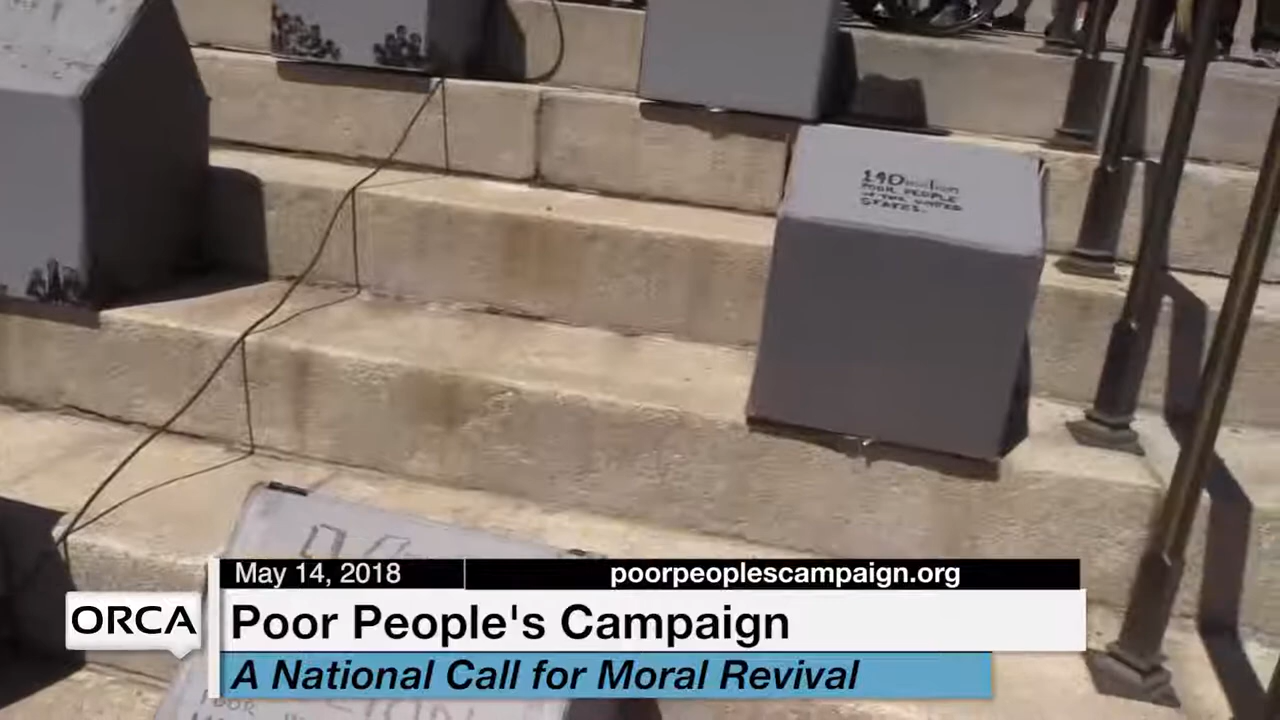 140 million
POOR PEOPLE
IN THE UNITED
STATES.
May 14, 2018
poorpeoplescampaign.org
ORCA
Poor People's Campaign
A National Call for Moral Revival
POOR